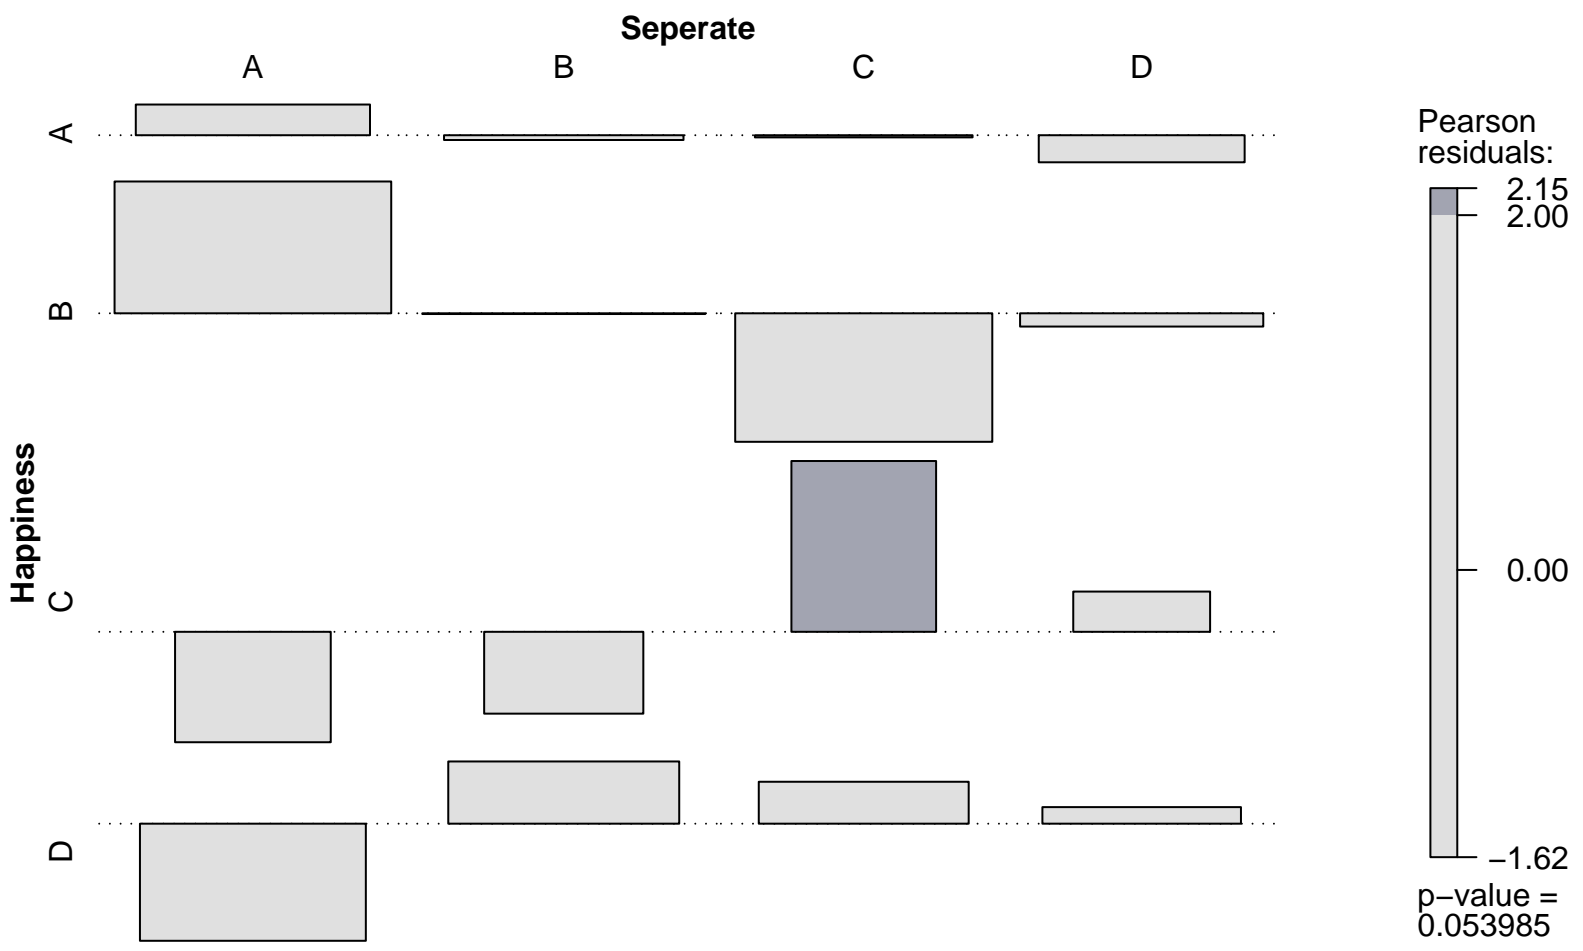 Seperate
A B C D
A
B
C
D
Happiness
Pearson
residuals:
2.15
2.00
0.00
−1.62
p−value =
0.053985